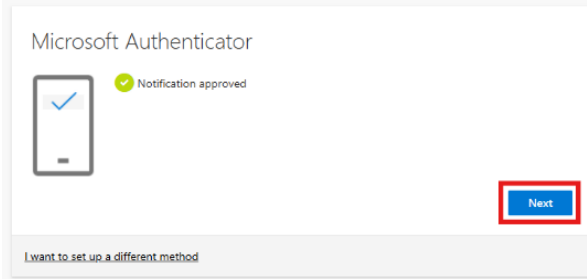 Microsoft Authenticator
Notification approved
Next
I want to set up a different method